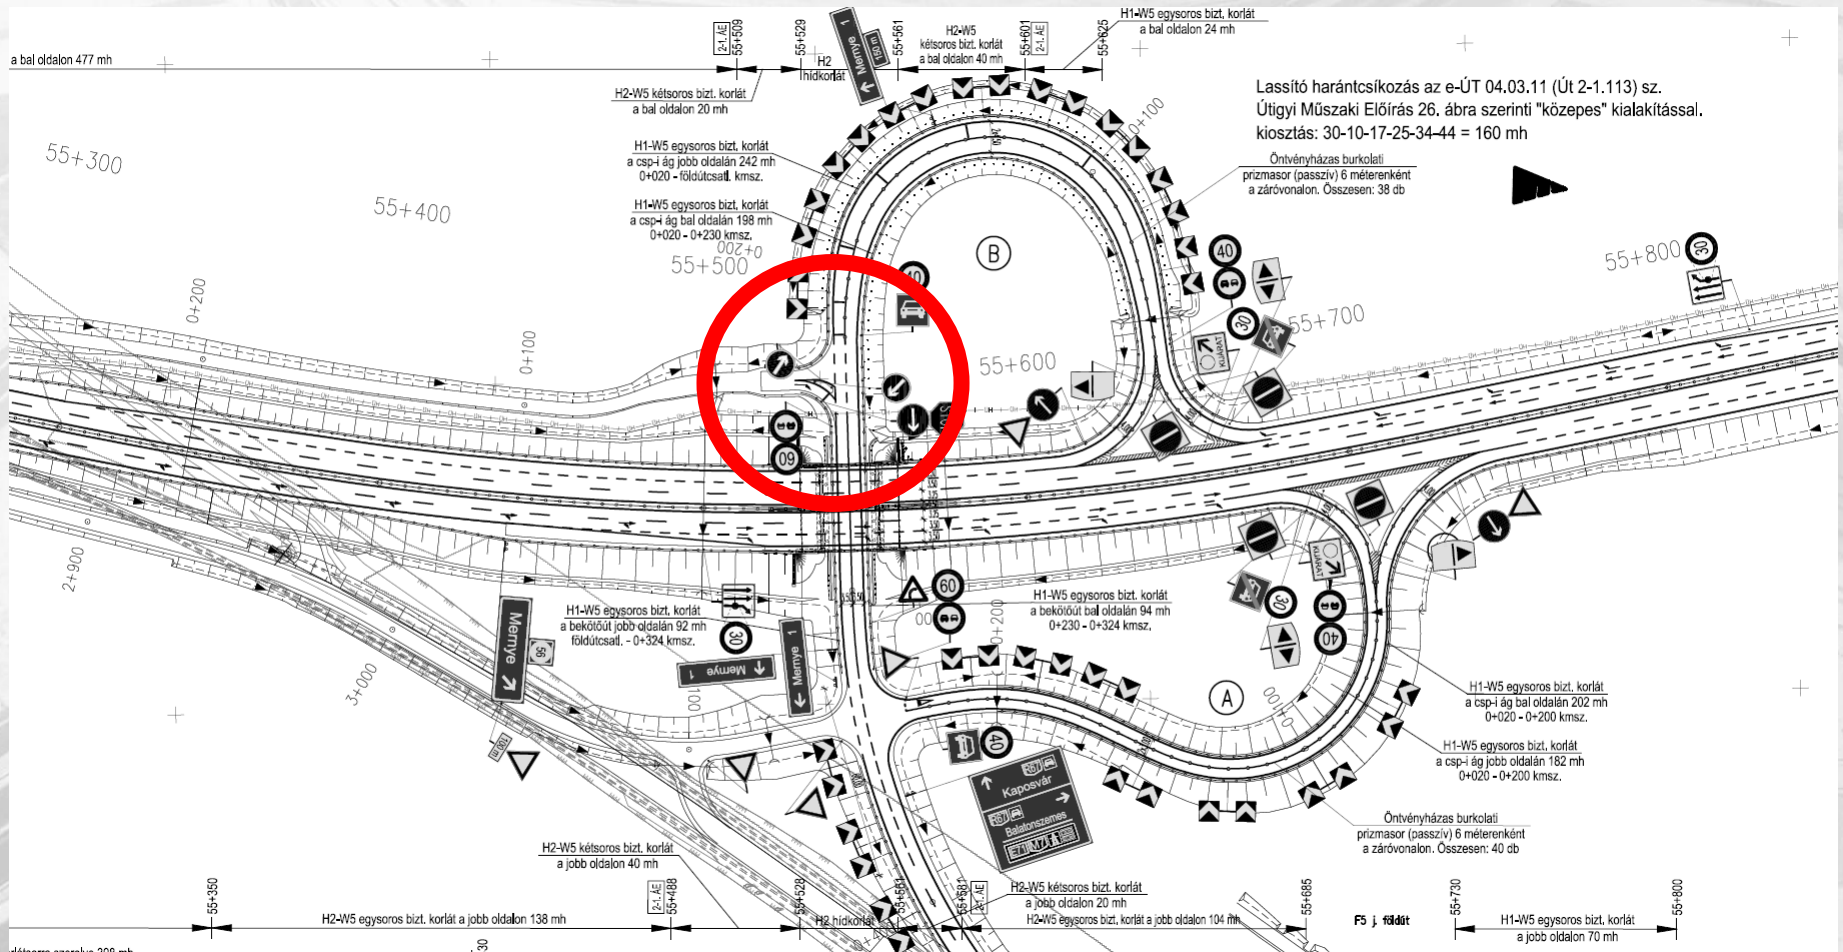 a bal oldalon 477 mh
2-1. ÁE
55+509
55+529
H2
hídkorlát
Mernye 1
150 m
55+561
H2-W5
kétsoros bizt. korlát
a bal oldalon 40 mh
55+601
2-1. ÁE
55+625
H1-W5 egysoros bizt. korlát
a bal oldalon 24 mh
H2-W5 kétsoros bizt. korlát
a bal oldalon 20 mh
Lassító harántcsíkozás az e-ÚT 04.03.11 (Út 2-1.113) sz.
Útügyi Műszaki Előírás 26. ábra szerinti "közepes" kialakítással.
kiosztás: 30-10-17-25-34-44 = 160 mh
H1-W5 egysoros bizt. korlát
a csp-i ág jobb oldalán 242 mh
0+020 - földútcsatl. kmsz.
Öntvényházas burkolati
prizmasor (passzív) 6 méterenként
a záróvonalon. Összesen: 38 db
H1-W5 egysoros bizt. korlát
a csp-i ág bal oldalán 198 mh
0+020 - 0+230 kmsz.
55+300
55+400
55+500
0+200
0+100
B
40
40
30
55+800
30
55+700
55+600
0+200
0+100
KIJÁRAT
STOP
60
2+900
3+000
Mernye
56
100 m
H1-W5 egysoros bizt. korlát
a bekötőút jobb oldalán 92 mh
földútcsatl. - 0+324 kmsz.
30
Mernye
1
Mernye 1
100
60
00
0+200
H1-W5 egysoros bizt. korlát
a bekötőút bal oldalán 94 mh
0+230 - 0+324 kmsz.
KIJÁRAT
30
40
A
0+100
40
Kaposvár
R67
Balatonszemes
E71 M7
H1-W5 egysoros bizt. korlát
a csp-i ág bal oldalán 202 mh
0+020 - 0+200 kmsz.
H1-W5 egysoros bizt. korlát
a csp-i ág jobb oldalán 182 mh
0+020 - 0+200 kmsz.
Öntvényházas burkolati
prizmasor (passzív) 6 méterenként
a záróvonalon. Összesen: 40 db
H2-W5 kétsoros bizt. korlát
a jobb oldalon 40 mh
H2-W5 kétsoros bizt. korlát
a jobb oldalon 20 mh
55+350
H2-W5 egysoros bizt. korlát a jobb oldalon 138 mh
2-1. ÁE
55+488
55+528
H2 hídkorlát
55+561
55+581
2-1. ÁE
H2-W5 egysoros bizt. korlát a jobb oldalon 104 mh
55+685
F5 j. földút
55+730
H1-W5 egysoros bizt. korlát
a jobb oldalon 70 mh
55+800